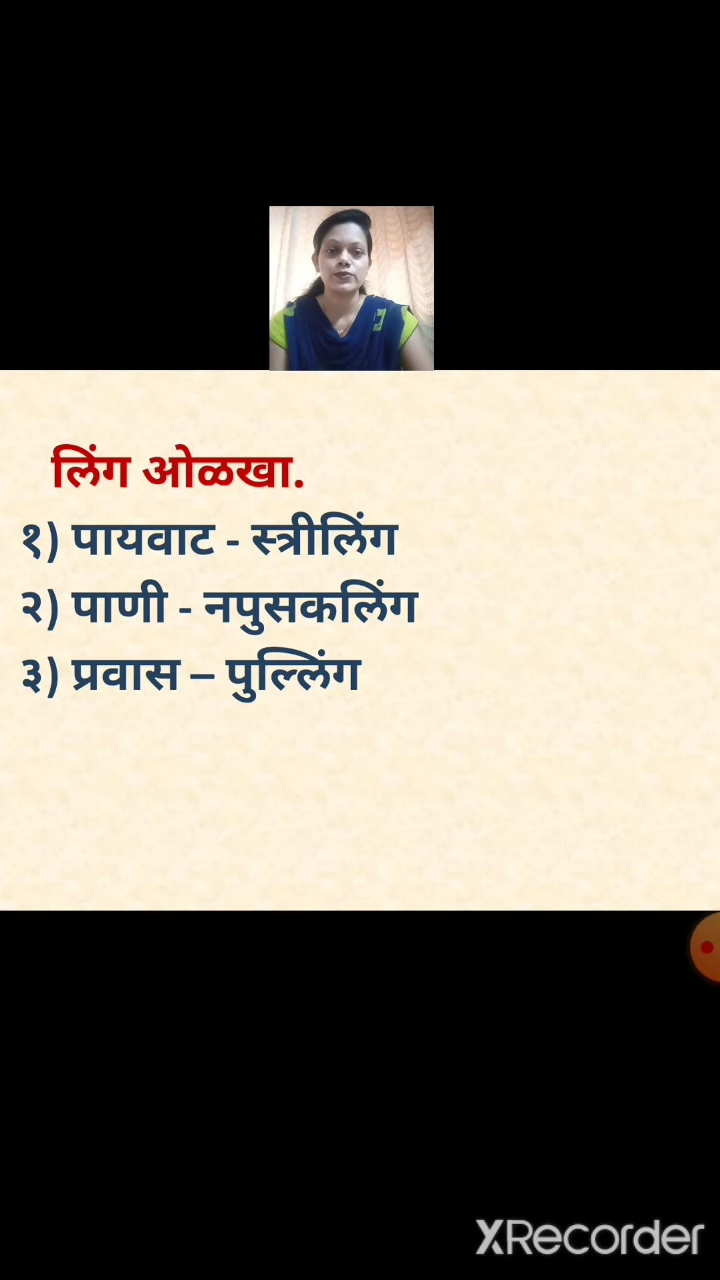 लिंग ओळखा.
१) पायवाट - स्त्रीलिंग
२) पाणी - नपुसकलिंग
३) प्रवास – पुल्लिंग
XRecorder